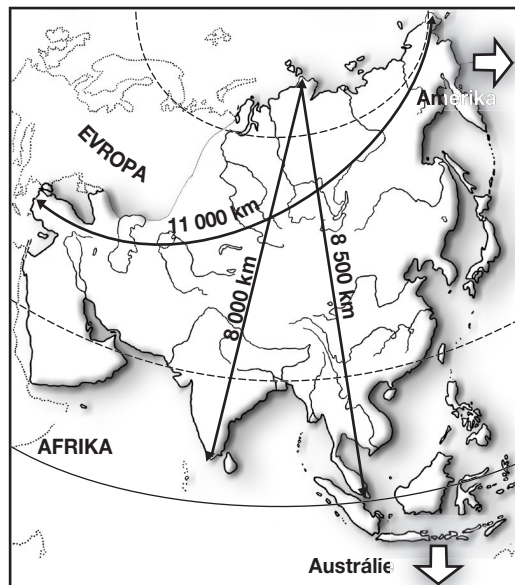 Amerika
EVROPA
11 000 km
8 000 km
8 500 km
AFRIKA
Austrálie